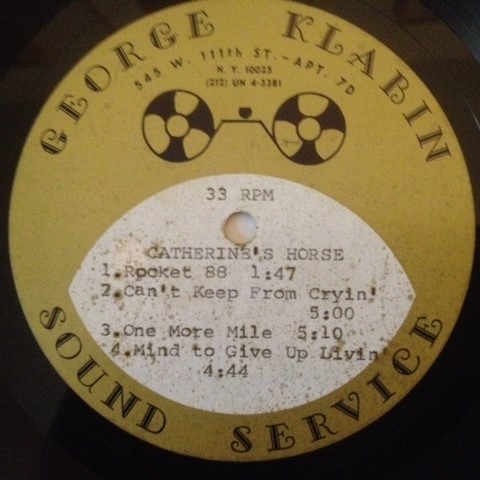 GEORGE KLABIN
545 W. 111th ST.-APT. 7D
N.Y. 10025
(212) UN 4-3381
33 RPM
CATHERINE'S HORSE
1.Rocket 88 1:47
2.Can't Keep From Cryin'
5:00
3.One More Mile 5:10
4.Mind to Give Up Livin'
4:44
SOUND SERVICE